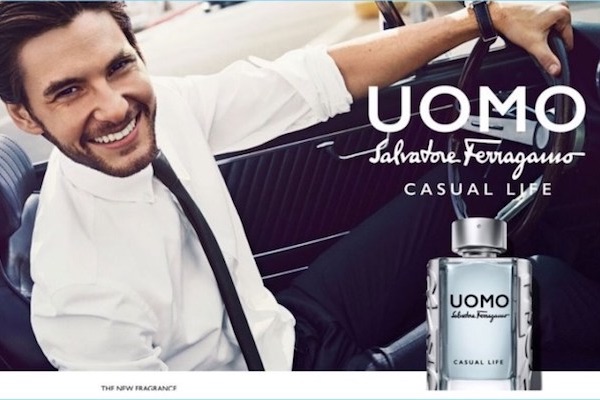 UOMO
Salvatore Ferragamo
CASUAL LIFE
UOMO
Salvatore Ferragamo
CASUAL LIFE
THE NEW FRAGRANCE